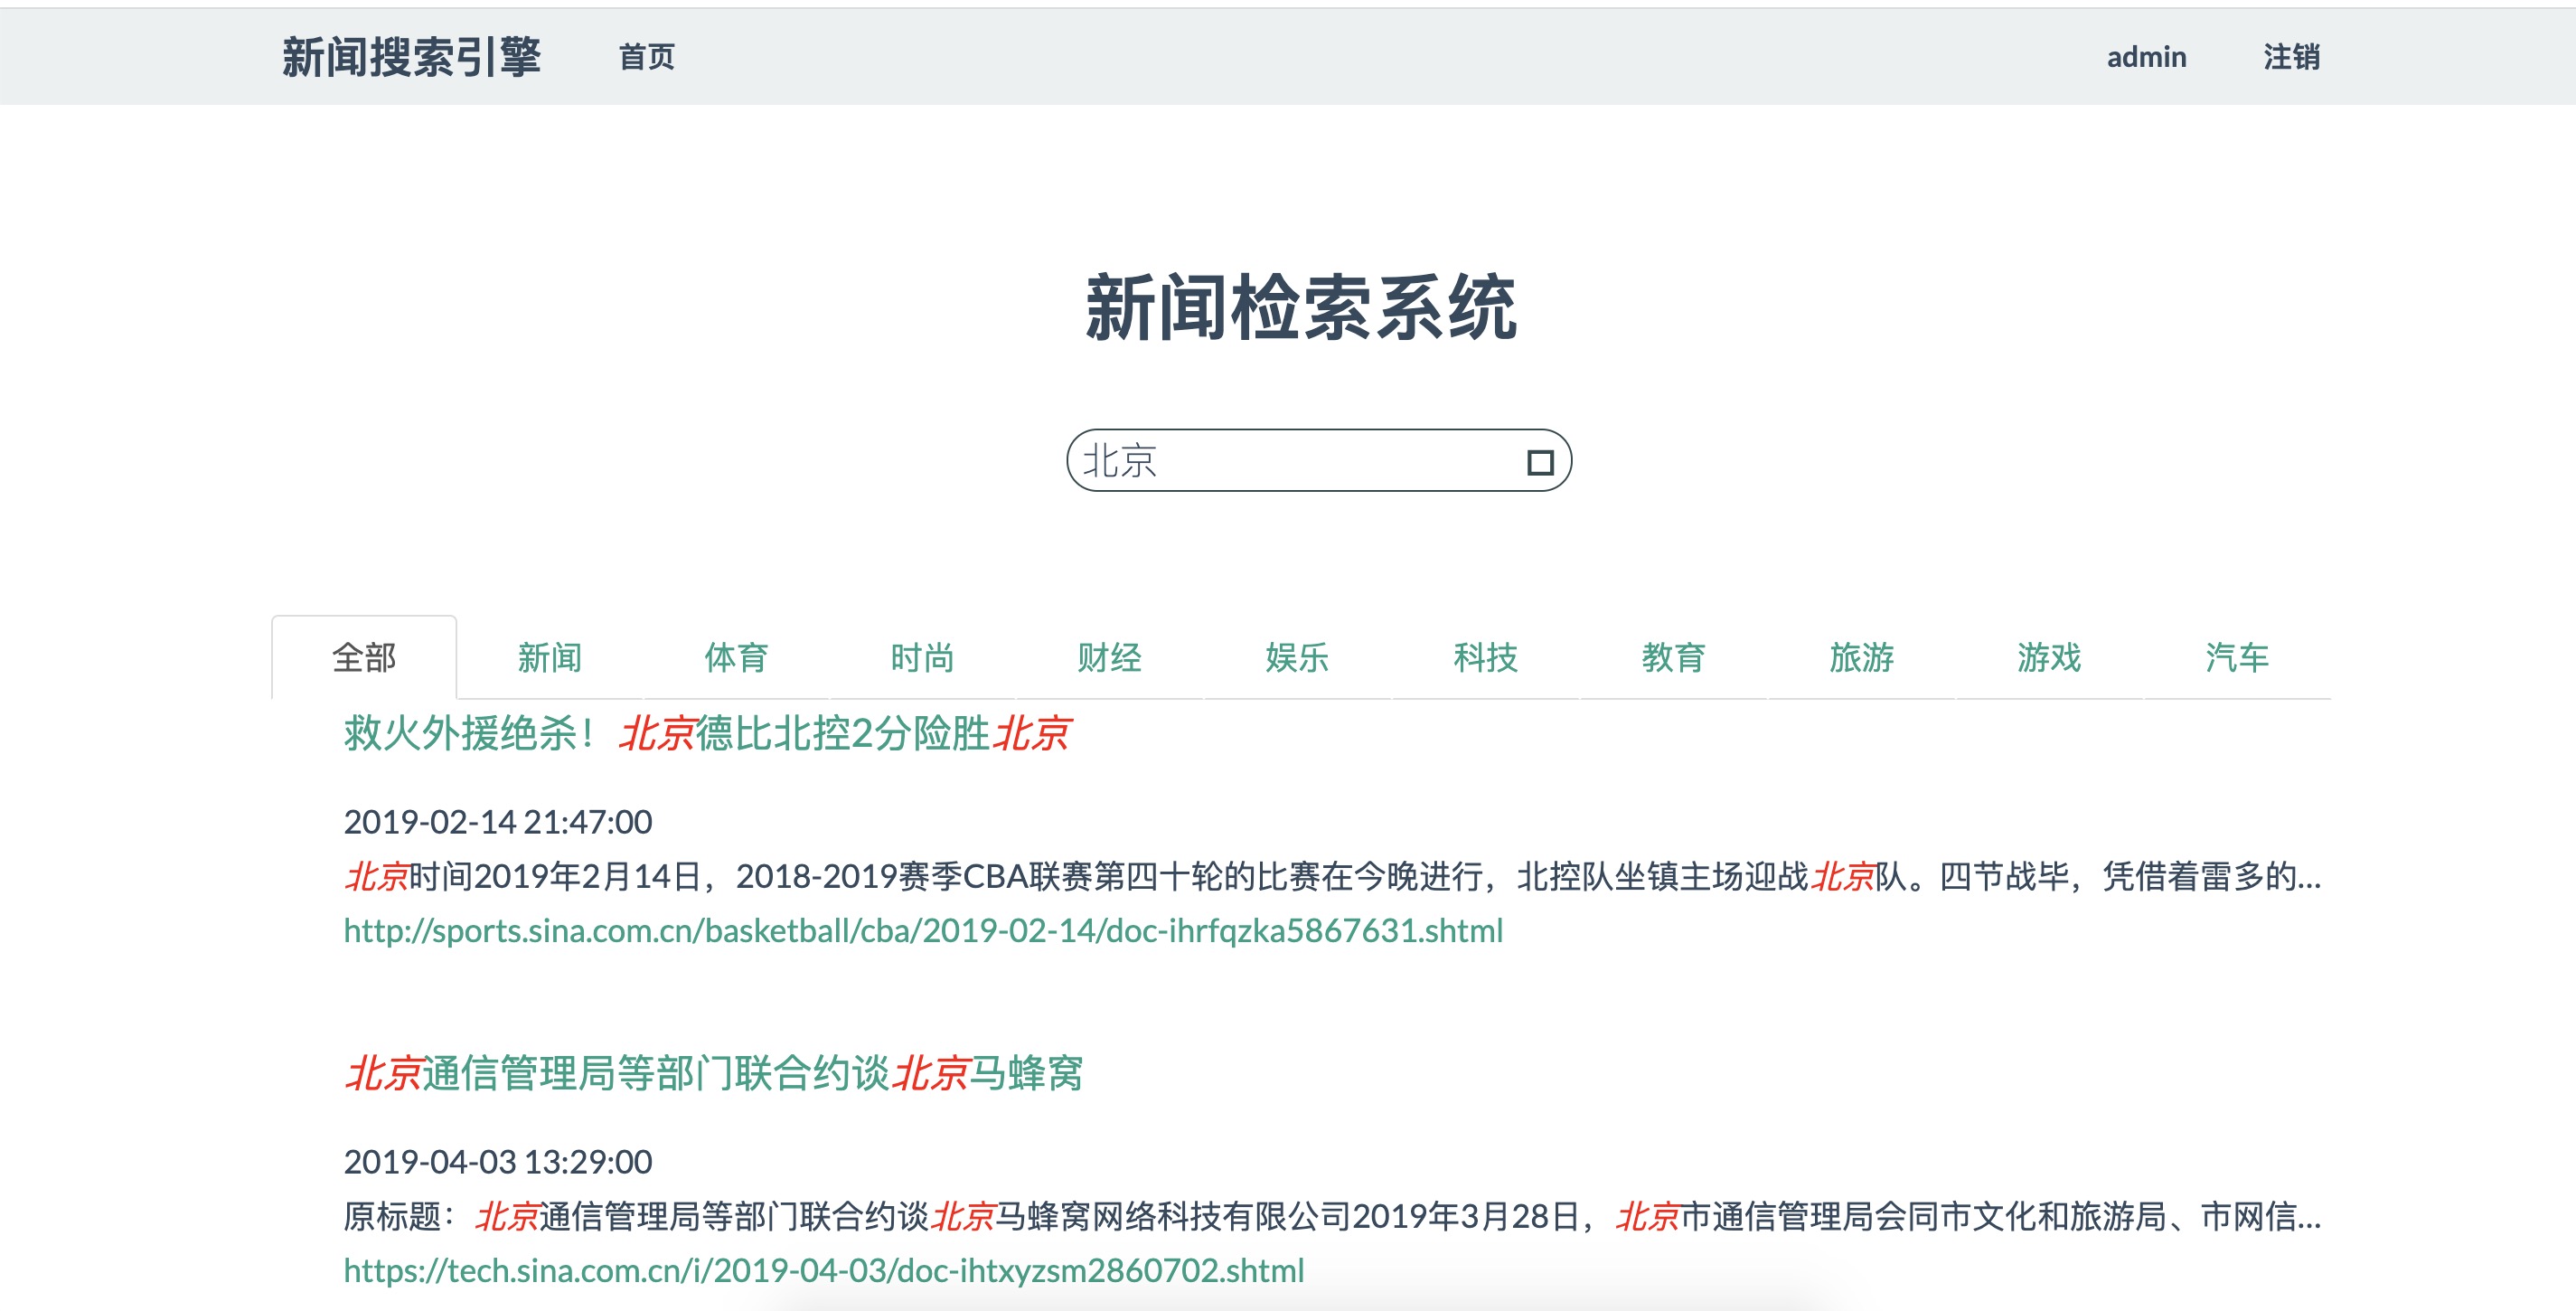 新闻搜索引擎 首页 admin 注销
新闻检索系统
北京
全部 新闻 体育 时尚 财经 娱乐 科技 教育 旅游 游戏 汽车
救火外援绝杀！北京德比北控2分险胜北京
2019-02-14 21:47:00
北京时间2019年2月14日，2018-2019赛季CBA联赛第四十轮的比赛在今晚进行，北控队坐镇主场迎战北京队。四节战毕，凭借着雷多的...
http://sports.sina.com.cn/basketball/cba/2019-02-14/doc-ihrfqzka5867631.shtml
北京通信管理局等部门联合约谈北京马蜂窝
2019-04-03 13:29:00
原标题：北京通信管理局等部门联合约谈北京马蜂窝网络科技有限公司2019年3月28日，北京市通信管理局会同市文化和旅游局、市网信...
https://tech.sina.com.cn/i/2019-04-03/doc-ihtxyzsm2860702.shtml